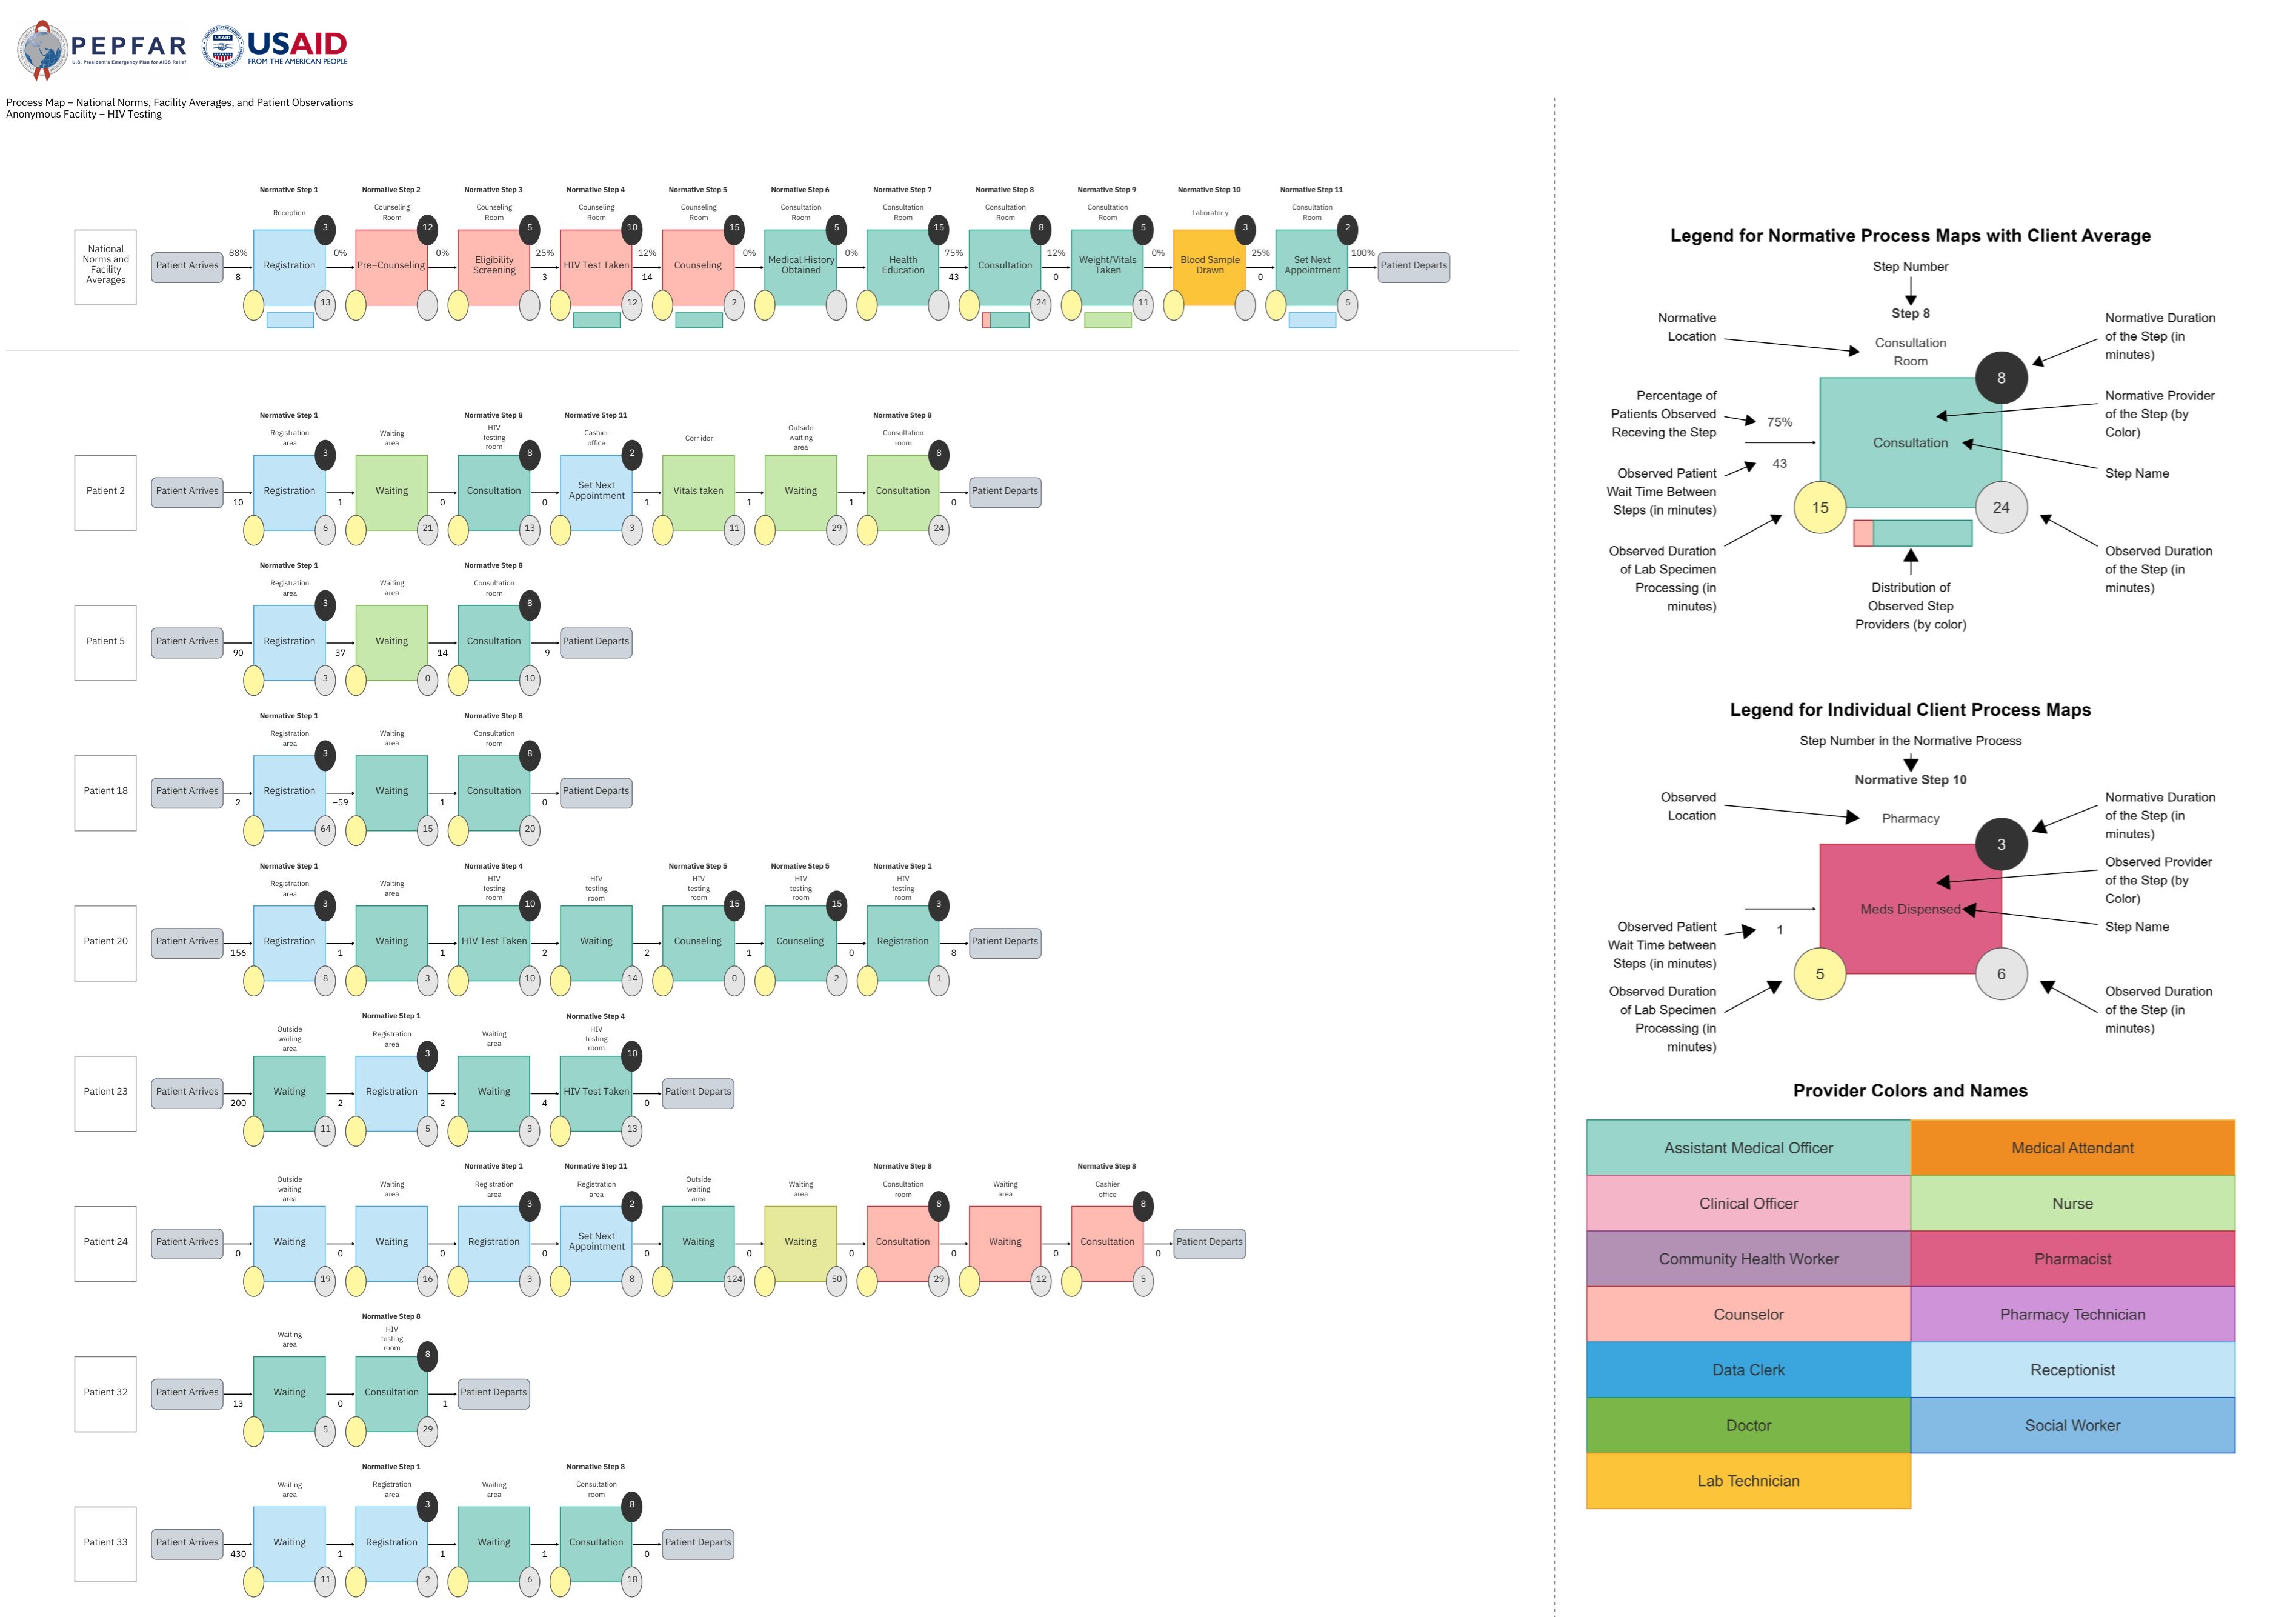 PEPFAR
U.S. President's Emergency Plan for AIDS Relief
USAID
USAID
FROM THE AMERICAN PEOPLE
Process Map – National Norms, Facility Averages, and Patient Observations
Anonymous Facility – HIV Testing
National
Norms and
Facility
Averages
Patient Arrives
88%
8
Normative Step 1
Reception
3
Registration
13
0%
Normative Step 2
Counseling
Room
12
Pre–Counseling
0%
Normative Step 3
Counseling
Room
5
Eligibility
Screening
25%
3
Normative Step 4
Counseling
Room
10
HIV Test Taken
12
12%
14
Normative Step 5
Counseling
Room
15
Counseling
2
0%
Normative Step 6
Consultation
Room
5
Medical History
Obtained
0%
Normative Step 7
Consultation
Room
15
Health
Education
75%
43
Normative Step 8
Consultation
Room
8
Consultation
24
12%
0
Normative Step 9
Consultation
Room
5
Weight/Vitals
Taken
11
0%
Normative Step 10
Laborator y
3
Blood Sample
Drawn
25%
0
Normative Step 11
Consultation
Room
2
Set Next
Appointment
5
100%
Patient Departs
Patient 2
Patient Arrives
10
Normative Step 1
Registration
area
3
Registration
6
1
Waiting
area
Waiting
21
0
Normative Step 8
HIV
testing
room
8
Consultation
13
0
Normative Step 11
Cashier
office
2
Set Next
Appointment
3
1
Corr idor
Vitals taken
11
1
Outside
waiting
area
Waiting
29
1
Normative Step 8
Consultation
room
8
Consultation
24
0
Patient Departs
Patient 5
Patient Arrives
90
Normative Step 1
Registration
area
3
Registration
3
37
Waiting
area
Waiting
0
14
Normative Step 8
Consultation
room
8
Consultation
10
–9
Patient Departs
Patient 18
Patient Arrives
2
Normative Step 1
Registration
area
3
Registration
64
–59
Waiting
area
Waiting
15
1
Normative Step 8
Consultation
room
8
Consultation
20
0
Patient Departs
Patient 20
Patient Arrives
156
Normative Step 1
Registration
area
3
Registration
8
1
Waiting
area
Waiting
3
1
Normative Step 4
HIV
testing
room
10
HIV Test Taken
10
2
HIV
testing
room
Waiting
14
2
Normative Step 5
HIV
testing
room
15
Counseling
0
1
Normative Step 5
HIV
testing
room
15
Counseling
2
0
Normative Step 1
HIV
testing
room
3
Registration
1
8
Patient Departs
Patient 23
Patient Arrives
200
Outside
waiting
area
Waiting
11
2
Normative Step 1
Registration
area
3
Registration
5
2
Waiting
area
Waiting
3
4
Normative Step 4
HIV
testing
room
10
HIV Test Taken
13
0
Patient Departs
Patient 24
Patient Arrives
0
Outside
waiting
area
Waiting
19
0
Waiting
area
Waiting
16
0
Normative Step 1
Registration
area
3
Registration
3
0
Normative Step 11
Registration
area
2
Set Next
Appointment
8
0
Outside
waiting
area
Waiting
124
0
Waiting
area
Waiting
50
0
Normative Step 8
Consultation
room
8
Consultation
29
0
Waiting
area
Waiting
12
0
Normative Step 8
Cashier
office
8
Consultation
5
0
Patient Departs
Patient 32
Patient Arrives
13
Waiting
area
Waiting
5
0
Normative Step 8
HIV
testing
room
8
Consultation
29
–1
Patient Departs
Patient 33
Patient Arrives
430
Waiting
area
Waiting
11
1
Normative Step 1
Registration
area
3
Registration
2
1
Waiting
area
Waiting
6
1
Normative Step 8
Consultation
room
8
Consultation
18
0
Patient Departs
Legend for Normative Process Maps with Client Average
Step Number
Step 8
Normative
Location
Consultation
Room
Normative Duration
of the Step (in
minutes)
8
Percentage of
Patients Observed
Receving the Step
75%
Normative Provider
of the Step (by
Color)
Consultation
Step Name
43
Observed Patient
Wait Time Between
Steps (in minutes)
15
24
Observed Duration
of Lab Specimen
Processing (in
minutes)
Observed Duration
of the Step (in
minutes)
Distribution of
Observed Step
Providers (by color)
Legend for Individual Client Process Maps
Step Number in the Normative Process
Normative Step 10
Observed
Location
Pharmacy
Normative Duration
of the Step (in
minutes)
3
Observed Provider
of the Step (by
Color)
Meds Dispensed
Step Name
Observed Patient
Wait Time between
Steps (in minutes)
1
5
6
Observed Duration
of Lab Specimen
Processing (in
minutes)
Observed Duration
of the Step (in
minutes)
Provider Colors and Names
Assistant Medical Officer
Medical Attendant
Clinical Officer
Nurse
Community Health Worker
Pharmacist
Counselor
Pharmacy Technician
Data Clerk
Receptionist
Doctor
Social Worker
Lab Technician